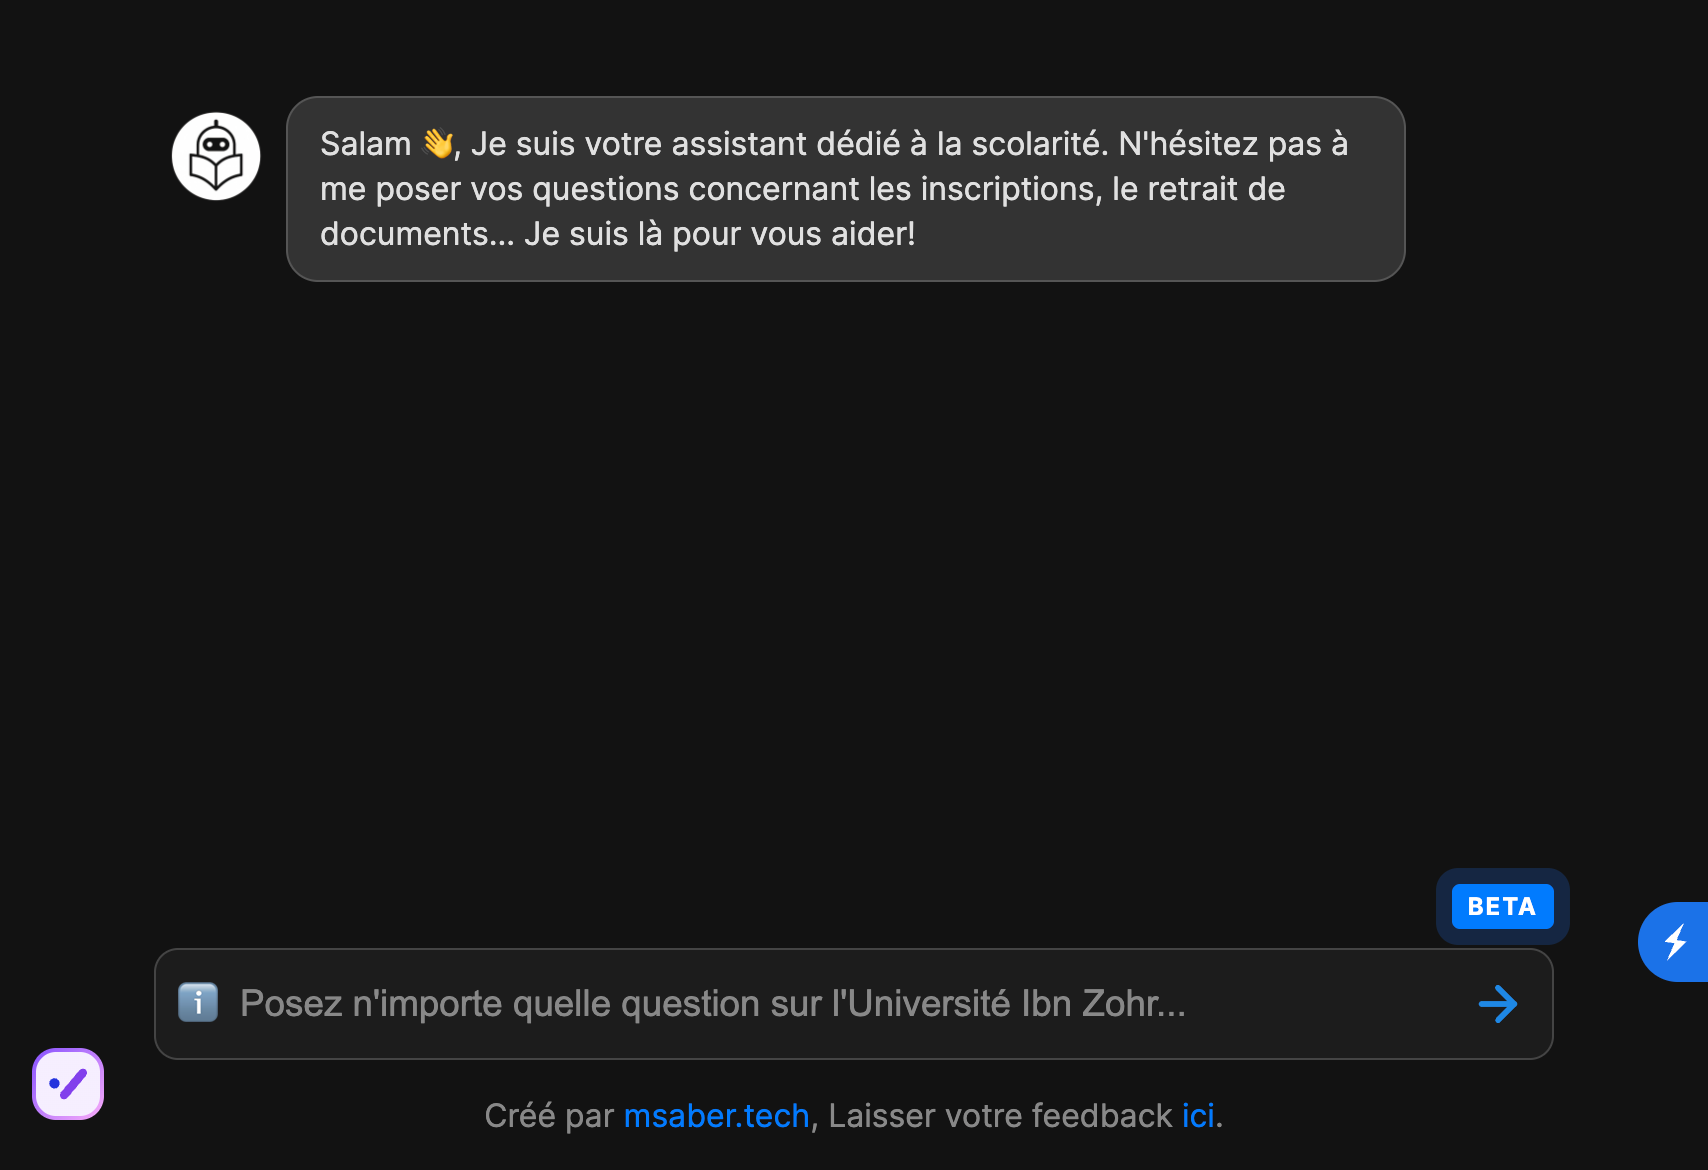 Salam 👋, Je suis votre assistant dédié à la scolarité. N'hésitez pas à
me poser vos questions concernant les inscriptions, le retrait de
documents... Je suis là pour vous aider!
BETA
Posez n'importe quelle question sur l'Université Ibn Zohr...
Créé par msaber.tech, Laisser votre feedback ici.